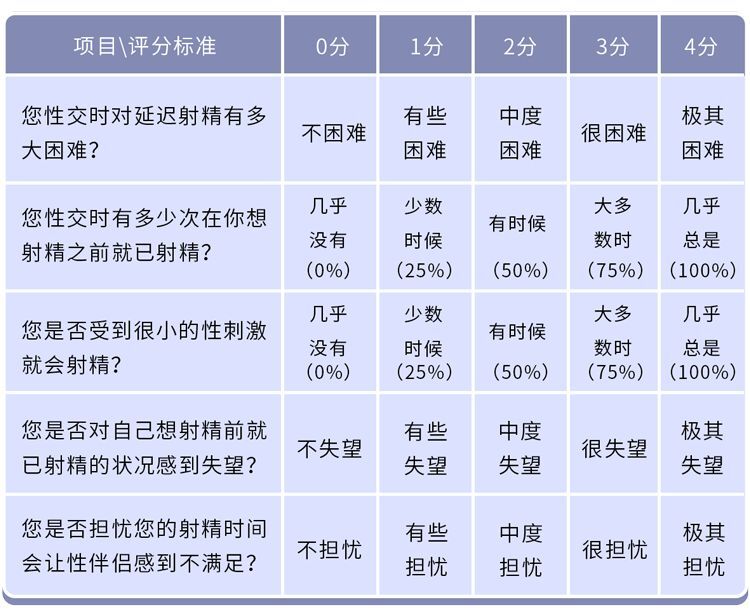 项目\评分标准 0分 1分 2分 3分 4分
您性交时对延迟射精有多
大困难？
不困难
有些
困难
中度
困难
很困难
极其
困难
您性交时有多少次在你想
射精之前就已射精？
几乎
没有
（0%）
少数
时候
（25%）
有时候
（50%）
大多
数时
（75%）
几乎
总是
（100%）
您是否受到很小的性刺激
就会射精？
几乎
没有
（0%）
少数
时候
（25%）
有时候
（50%）
大多
数时
（75%）
几乎
总是
（100%）
您是否对自己想射精前就
已射精的状况感到失望？
不失望
有些
失望
中度
失望
很失望
极其
失望
您是否担忧您的射精时间
会让性伴侣感到不满足？
不担忧
有些
担忧
中度
担忧
很担忧
极其
担忧